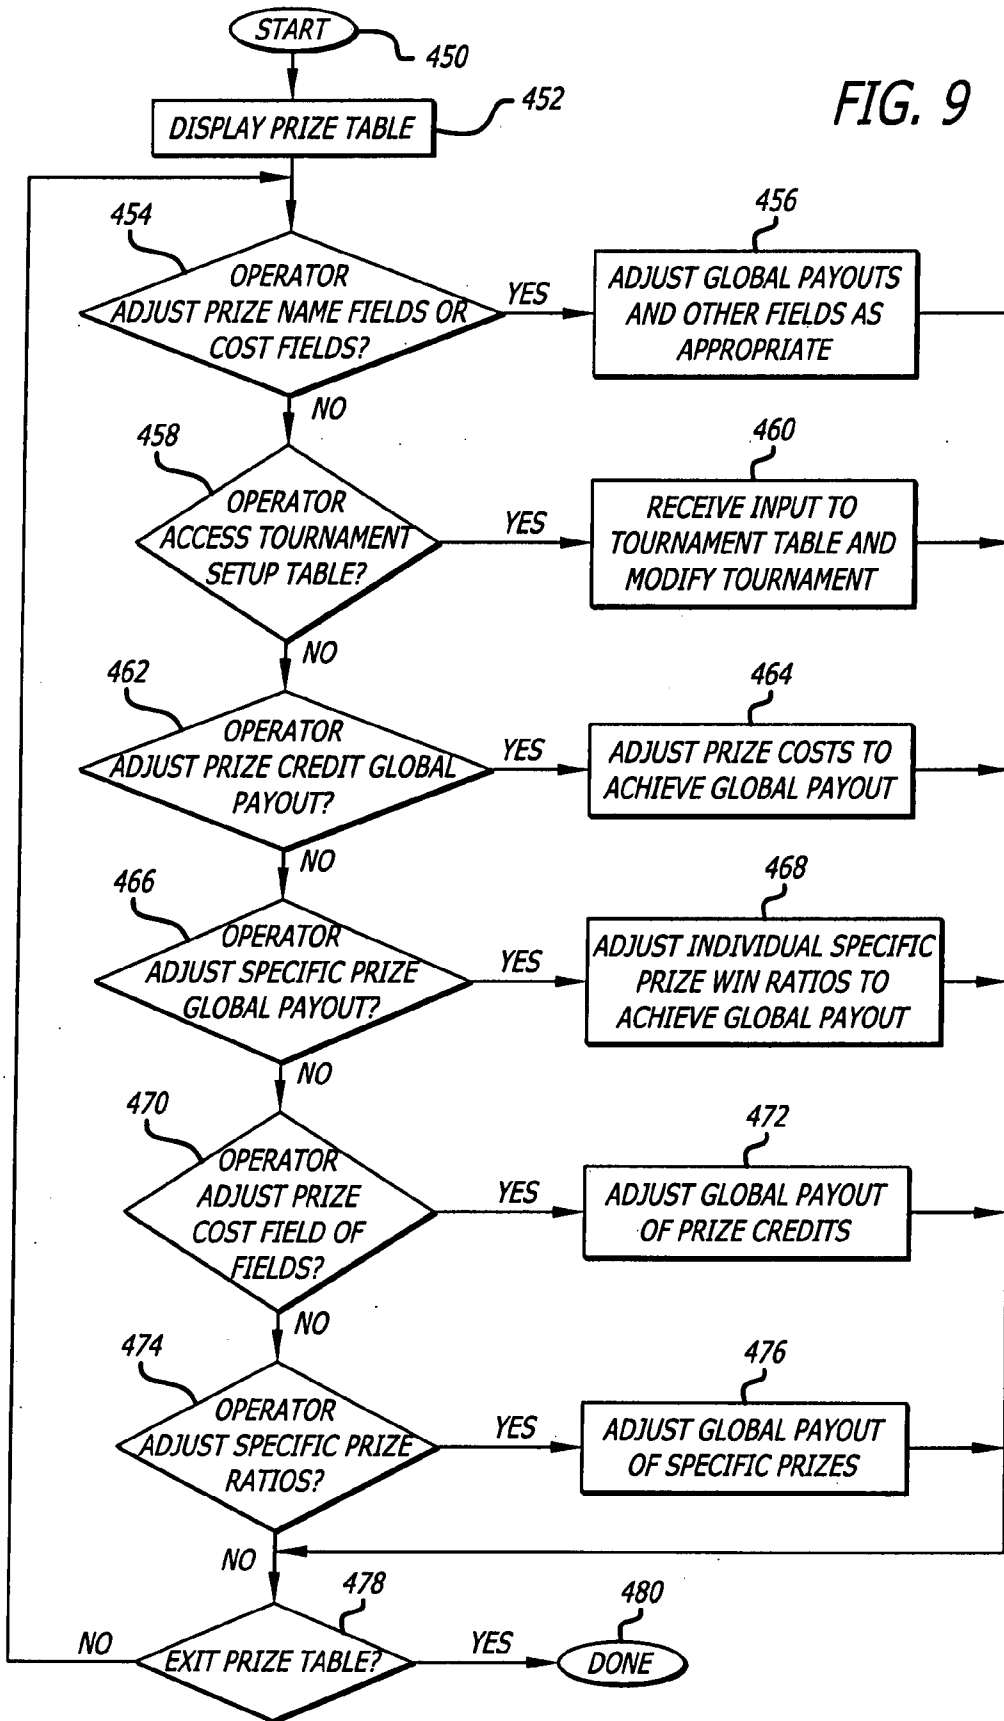 START
450
FIG. 9
452
DISPLAY PRIZE TABLE
454
OPERATOR
ADJUST PRIZE NAME FIELDS OR
COST FIELDS?
YES
456
ADJUST GLOBAL PAYOUTS
AND OTHER FIELDS AS
APPROPRIATE
NO
458
OPERATOR
ACCESS TOURNAMENT
SETUP TABLE?
YES
460
RECEIVE INPUT TO
TOURNAMENT TABLE AND
MODIFY TOURNAMENT
NO
462
OPERATOR
ADJUST PRIZE CREDIT GLOBAL
PAYOUT?
YES
464
ADJUST PRIZE COSTS TO
ACHIEVE GLOBAL PAYOUT
NO
466
OPERATOR
ADJUST SPECIFIC PRIZE
GLOBAL PAYOUT?
YES
468
ADJUST INDIVIDUAL SPECIFIC
PRIZE WIN RATIOS TO
ACHIEVE GLOBAL PAYOUT
NO
470
OPERATOR
ADJUST PRIZE
COST FIELD OF
FIELDS?
YES
472
ADJUST GLOBAL PAYOUT
OF PRIZE CREDITS
NO
474
OPERATOR
ADJUST SPECIFIC PRIZE
RATIOS?
YES
476
ADJUST GLOBAL PAYOUT
OF SPECIFIC PRIZES
NO
478
EXIT PRIZE TABLE?
NO
YES
480
DONE